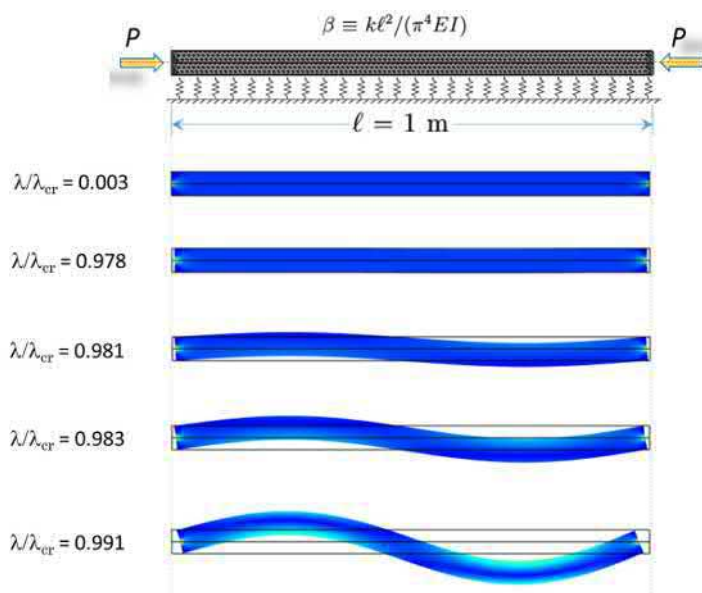 β ≡ kℓ²/(π⁴EI)
P P
ℓ = 1 m
λ/λcr = 0.003
λ/λcr = 0.978
λ/λcr = 0.981
λ/λcr = 0.983
λ/λcr = 0.991